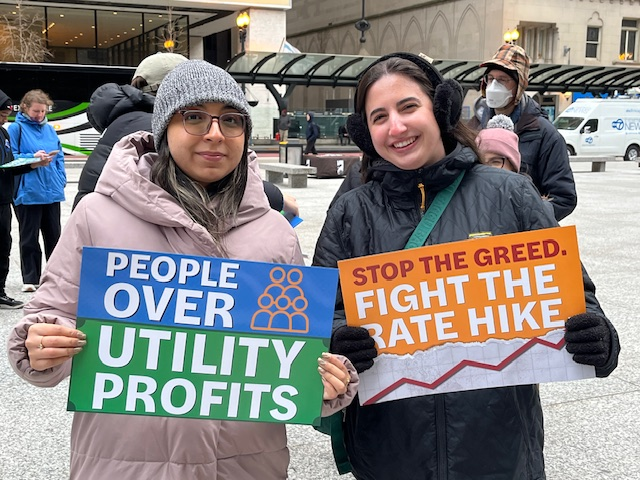 PEOPLE
OVER
UTILITY
PROFITS
STOP THE GREED.
FIGHT THE
RATE HIKE